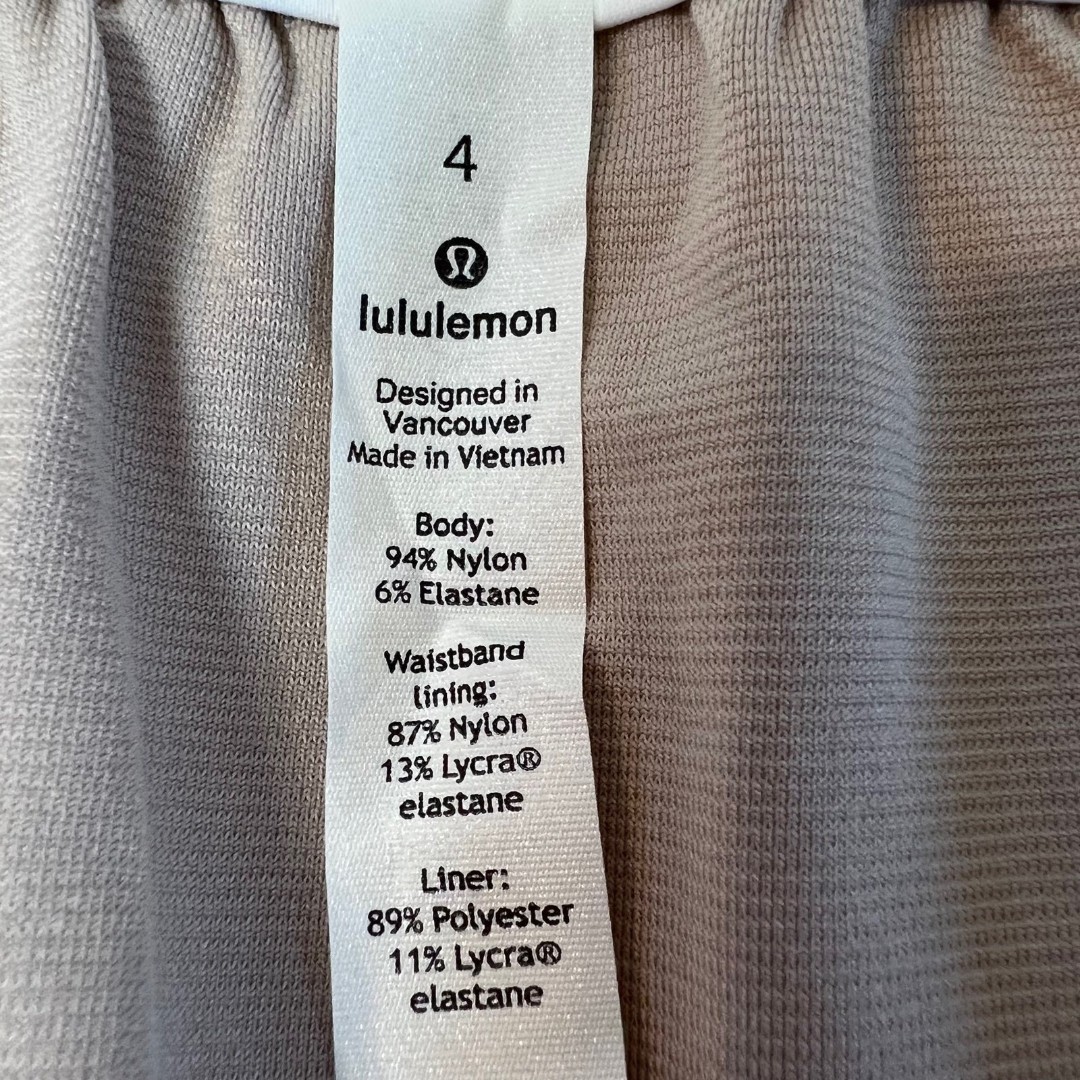 4
lululemon
Designed in
Vancouver
Made in Vietnam
Body:
94% Nylon
6% Elastane
Waistband
lining:
87% Nylon
13% Lycra®
elastane
Liner:
89% Polyester
11% Lycra®
elastane